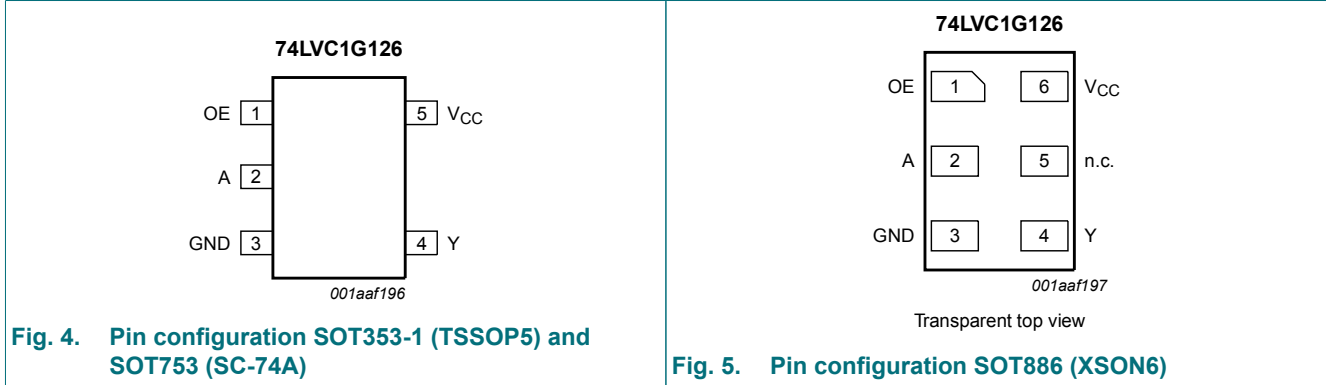 74LVC1G126
OE 1
5 VCC
A 2
GND 3
4 Y
001aaf196
Fig. 4. Pin configuration SOT353-1 (TSSOP5) and
SOT753 (SC-74A)
74LVC1G126
OE 1
6 VCC
A 2
5 n.c.
GND 3
4 Y
001aaf197
Transparent top view
Fig. 5. Pin configuration SOT886 (XSON6)